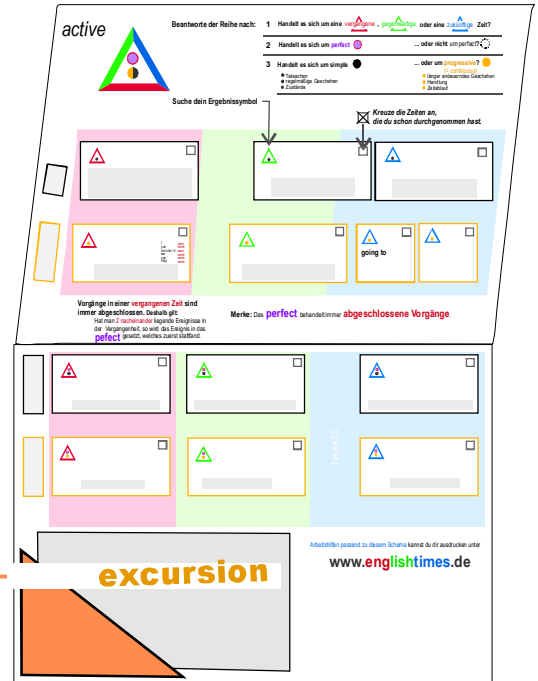 active
Beantworte der Reihe nach: 1 Handelt es sich um eine vergangene , gegenwärtige oder eine zukünftige Zeit?
2 Handelt es sich um perfect ... oder nicht um perfect?
3 Handelt es sich um simple ... oder um progressive?
(= continuous)
Tatsachen
regelmäßige Geschehen
Zustände
länger andauerndes Geschehen
Handlung
Zeitablauf
Suche dein Ergebnissymbol
Kreuze die Zeiten an,
die du schon durchgenommen hast.
going to
Vorgänge in einer vergangenen Zeit sind
immer abgeschlossen. Deshalb gilt:
Hat man 2 nacheinander liegende Ereignisse in
der Vergangenheit, so wird das Ereignis in das
pefect gesetzt, welches zuerst stattfand.
Merke: Das perfect behandelt immer abgeschlossene Vorgänge
future II
Arbeitshilfen passend zu diesem Schema kannst du dir ausdrucken unter
www.englishtimes.de
excursion